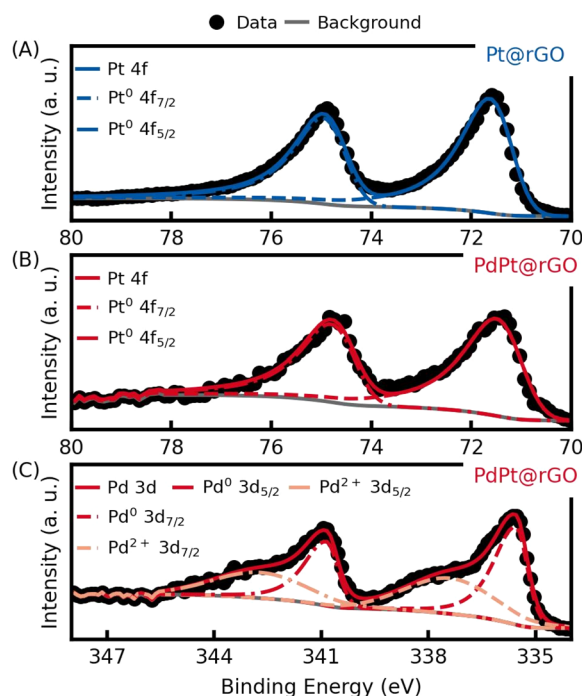 Data Background
(A) Pt@rGO
Pt 4f
Pt⁰ 4f₇/₂
Pt⁰ 4f₅/₂
Intensity (a. u.)
80 78 76 74 72 70
(B) PdPt@rGO
Pt 4f
Pt⁰ 4f₇/₂
Pt⁰ 4f₅/₂
Intensity (a. u.)
80 78 76 74 72 70
(C) PdPt@rGO
Pd 3d Pd⁰ 3d₅/₂ Pd²⁺ 3d₅/₂
Pd⁰ 3d₇/₂
Pd²⁺ 3d₇/₂
Intensity (a. u.)
347 344 341 338 335
Binding Energy (eV)